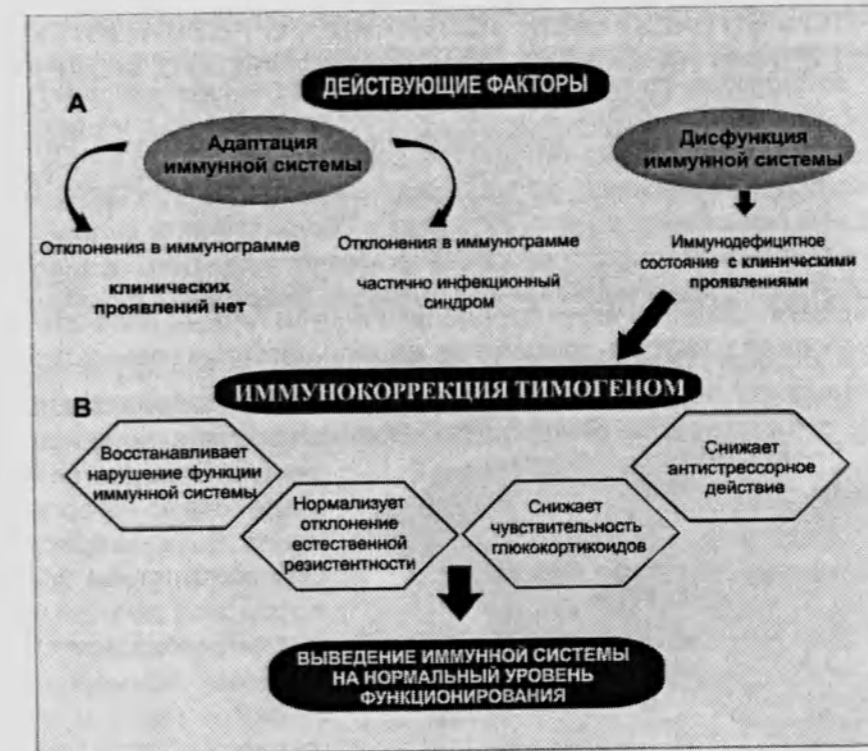 ДЕЙСТВУЮЩИЕ ФАКТОРЫ
А
Адаптация
иммунной системы
Дисфункция
иммунной системы
Отклонения в иммунограмме
клинических
проявлений нет
Отклонения в иммунограмме
частично инфекционный
синдром
Иммунодефицитное
состояние с клиническими
проявлениями
ИММУНОКОРРЕКЦИЯ ТИМОГЕНОМ
В
Восстанавливает
нарушение функции
иммунной системы
Нормализует
отклонение
естественной
резистентности
Снижает
чувствительность
глюкокортикоидов
Снижает
антистрессорное
действие
ВЫВЕДЕНИЕ ИММУННОЙ СИСТЕМЫ
НА НОРМАЛЬНЫЙ УРОВЕНЬ
ФУНКЦИОНИРОВАНИЯ